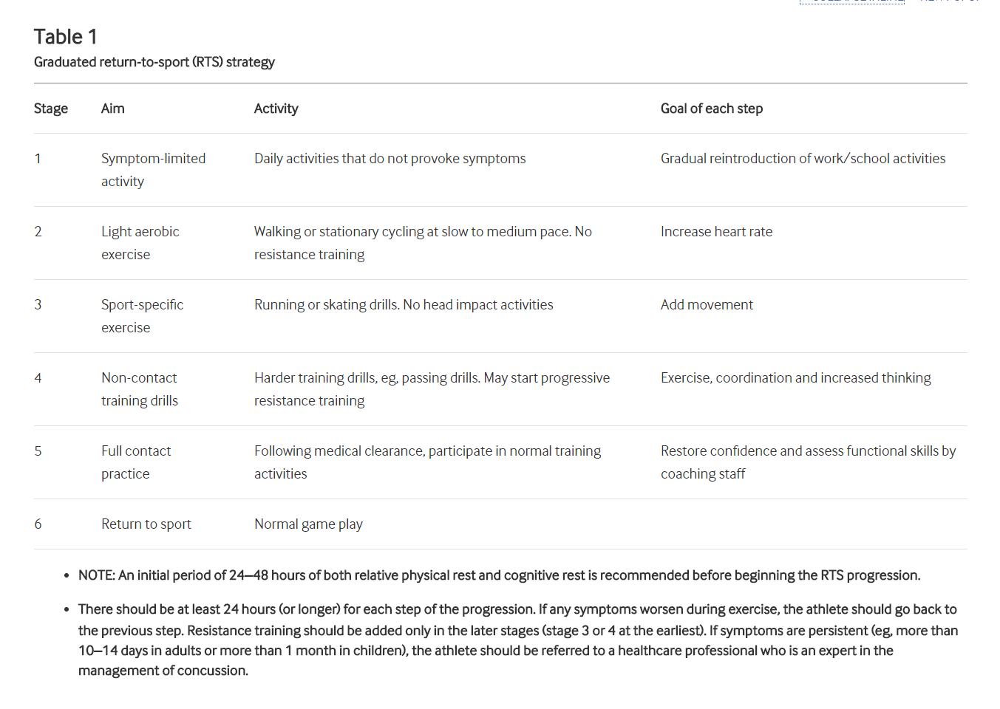 Table 1
Graduated return-to-sport (RTS) strategy
Stage Aim Activity Goal of each step
1 Symptom-limited activity Daily activities that do not provoke symptoms Gradual reintroduction of work/school activities
2 Light aerobic exercise Walking or stationary cycling at slow to medium pace. No resistance training Increase heart rate
3 Sport-specific exercise Running or skating drills. No head impact activities Add movement
4 Non-contact training drills Harder training drills, eg, passing drills. May start progressive resistance training Exercise, coordination and increased thinking
5 Full contact practice Following medical clearance, participate in normal training activities Restore confidence and assess functional skills by coaching staff
6 Return to sport Normal game play
• NOTE: An initial period of 24–48 hours of both relative physical rest and cognitive rest is recommended before beginning the RTS progression.
• There should be at least 24 hours (or longer) for each step of the progression. If any symptoms worsen during exercise, the athlete should go back to
the previous step. Resistance training should be added only in the later stages (stage 3 or 4 at the earliest). If symptoms are persistent (eg, more than
10–14 days in adults or more than 1 month in children), the athlete should be referred to a healthcare professional who is an expert in the
management of concussion.